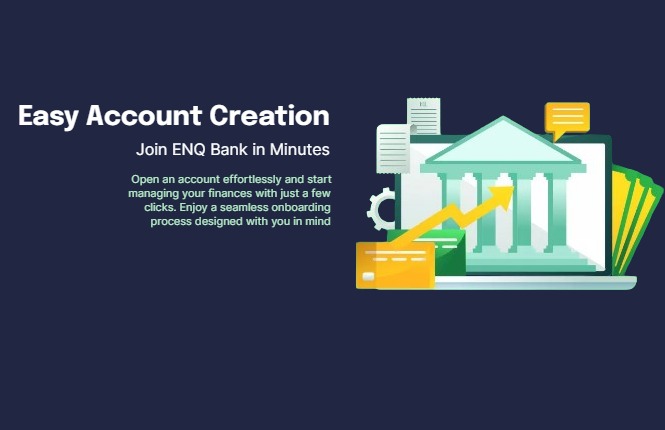 Easy Account Creation
Join ENQ Bank in Minutes
Open an account effortlessly and start
managing your finances with just a few
clicks. Enjoy a seamless onboarding
process designed with you in mind